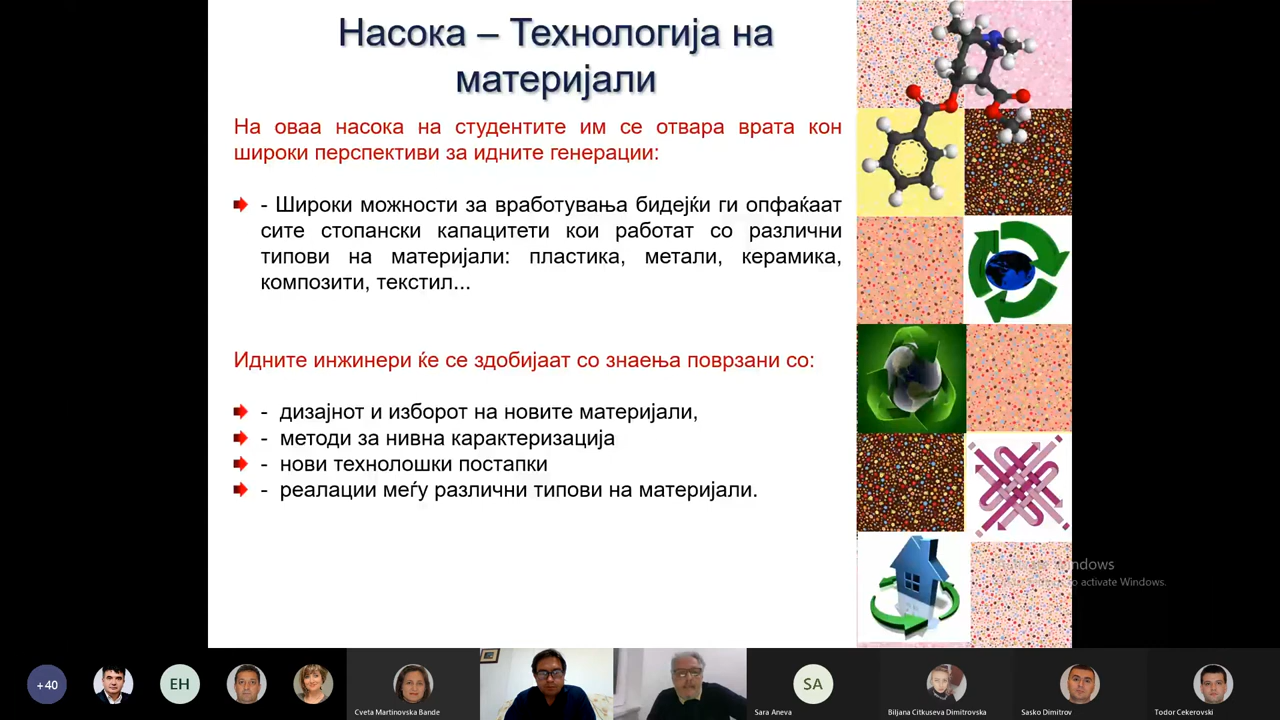 Насока – Технологија на
материјали
На оваа насока на студентите им се отвара врата кон
широки перспективи за идните генерации:
- Широки можности за вработувања бидејќи ги опфаќаат
сите стопански капацитети кои работат со различни
типови на материјали: пластика, метали, керамика,
композити, текстил...
Идните инжинери ќе се здобијаат со знаења поврзани со:
- дизајнот и изборот на новите материјали,
- методи за нивна карактеризација
- нови технолошки постапки
- реалации меѓу различни типови на материјали.
to activate Windows.
+40
EH
Cveta Martinovska Bande
SA
Sara Aneva
Biljana Citkuseva Dimitrovska
Sasko Dimitrov
Todor Cekerovski